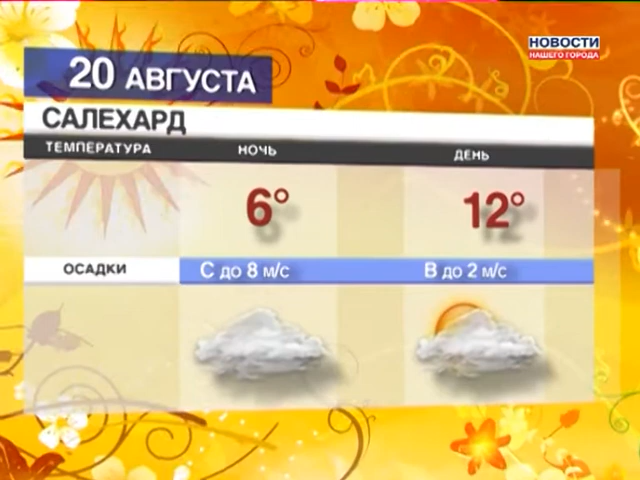 НОВОСТИ
НАШЕГО ГОРОДА
20 АВГУСТА
САЛЕХАРД
ТЕМПЕРАТУРА НОЧЬ ДЕНЬ
6° 12°
ОСАДКИ С до 8 м/с В до 2 м/с